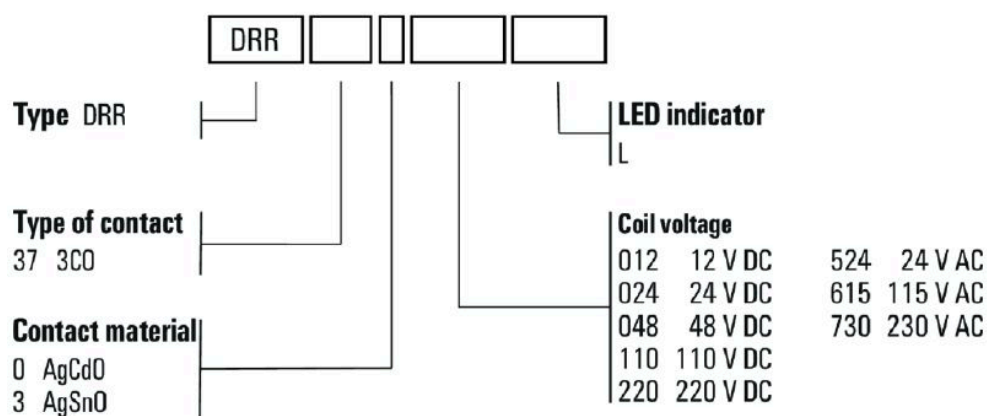 DRR
Type DRR
Type of contact
37 3CO
Contact material
0 AgCdO
3 AgSnO
LED indicator
L
Coil voltage
012 12 V DC 524 24 V AC
024 24 V DC 615 115 V AC
048 48 V DC 730 230 V AC
110 110 V DC
220 220 V DC